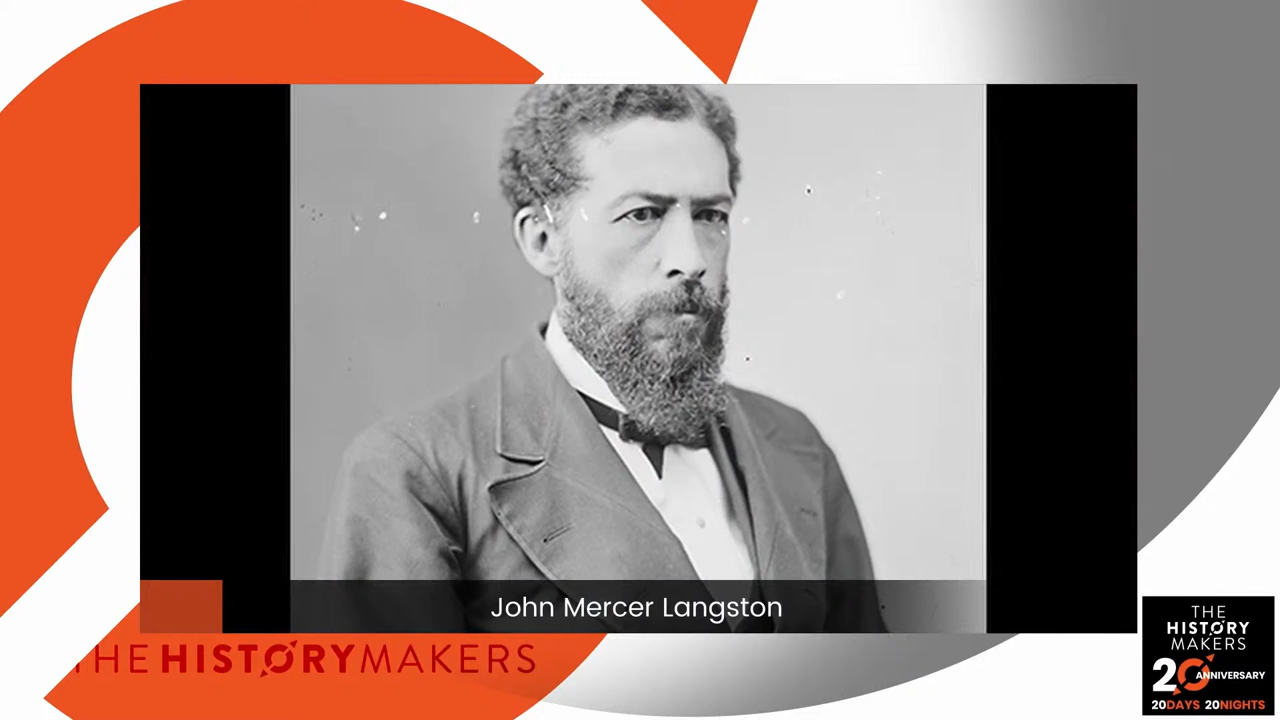 John Mercer Langston
THE HISTORYMAKERS
THE
HISTORY
MAKERS
20 ANNIVERSARY
20DAYS 20NIGHTS